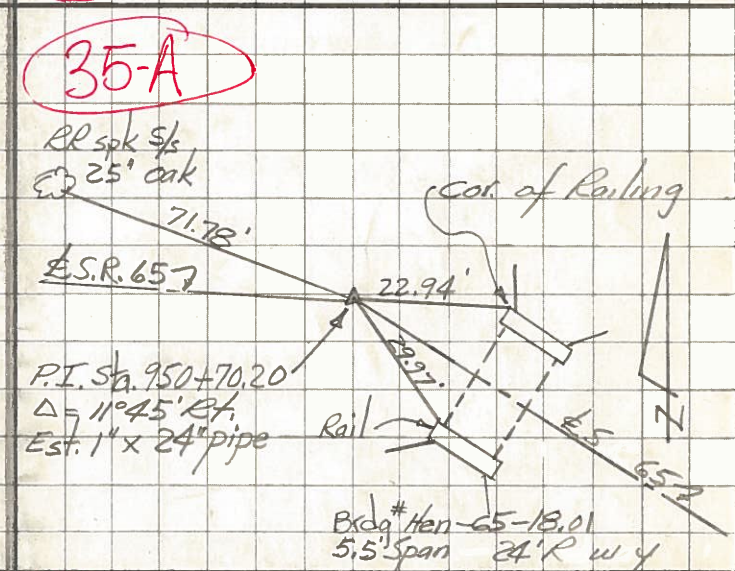 35-A
RR spk S/s
25" oak
71.78'
cor. of Railing
℄ S.R. 657
22.94'
29.97'
P.I. Sta. 950+70.20
Δ = 11°45' Rt.
Est. 1" x 24" pipe
Rail
℄ S 657
N
Brdg # Hen-65-18.01
5.5' Span 24' R w y